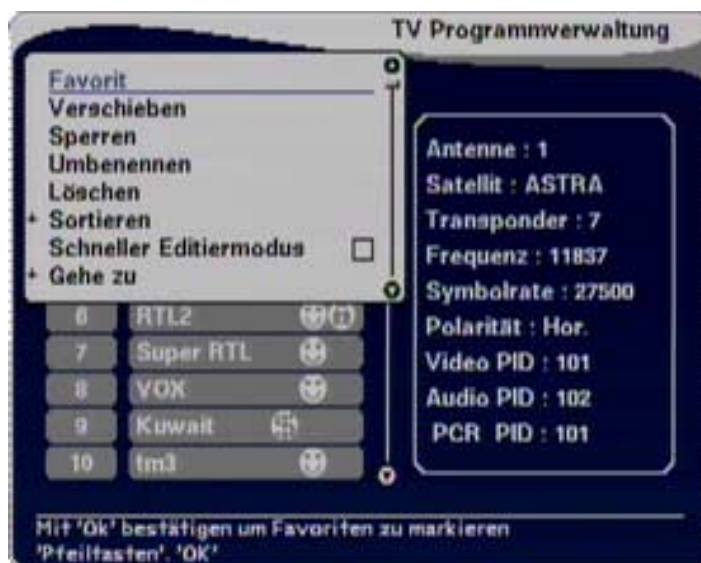 TV Programmverwaltung
Favorit
Verschieben
Sperren
Umbenennen
Löschen
+ Sortieren
Schneller Editiermodus
+ Gehe zu
6 RTL2
7 Super RTL
8 VOX
9 Kuwait
10 tm3
Antenne : 1
Satellit : ASTRA
Transponder : 7
Frequenz : 11837
Symbolrate : 27500
Polarität : Hor.
Video PID : 101
Audio PID : 102
PCR PID : 101
Mit 'Ok' bestätigen um Favoriten zu markieren
'Pfeiltasten'. 'OK'